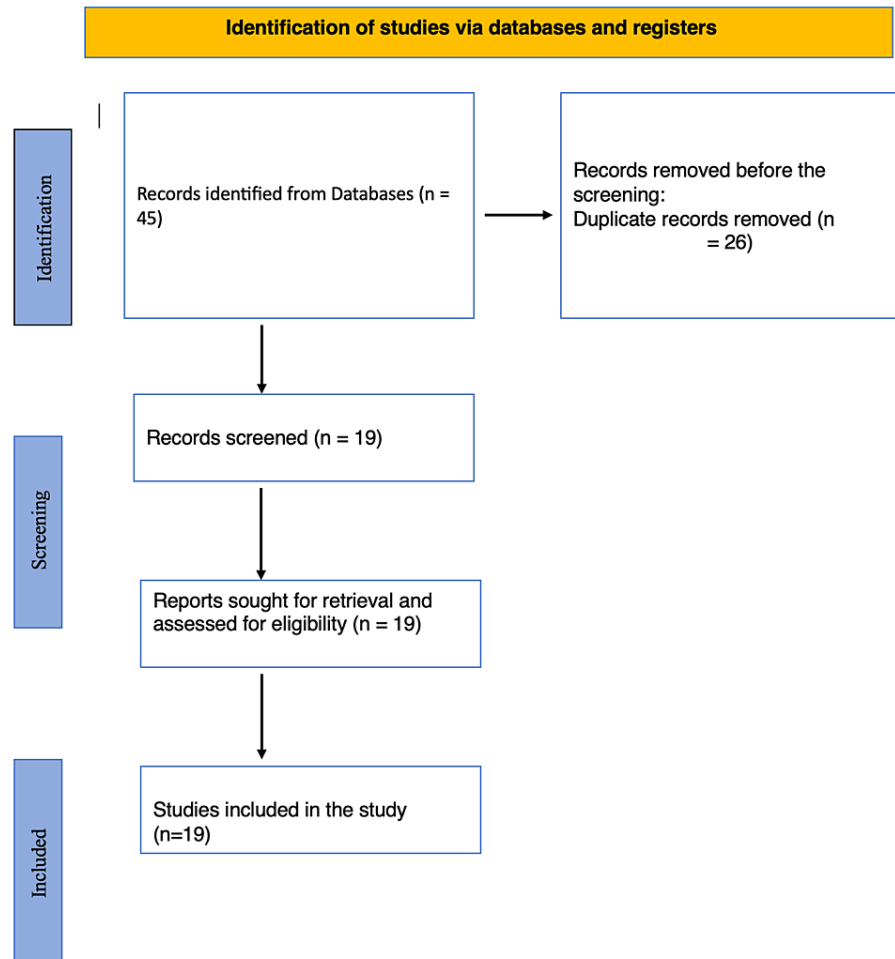 Identification of studies via databases and registers
Identification
Records identified from Databases (n =
45)
Records removed before the
screening:
Duplicate records removed (n
= 26)
Screening
Records screened (n = 19)
Reports sought for retrieval and
assessed for eligibility (n = 19)
Included
Studies included in the study
(n=19)